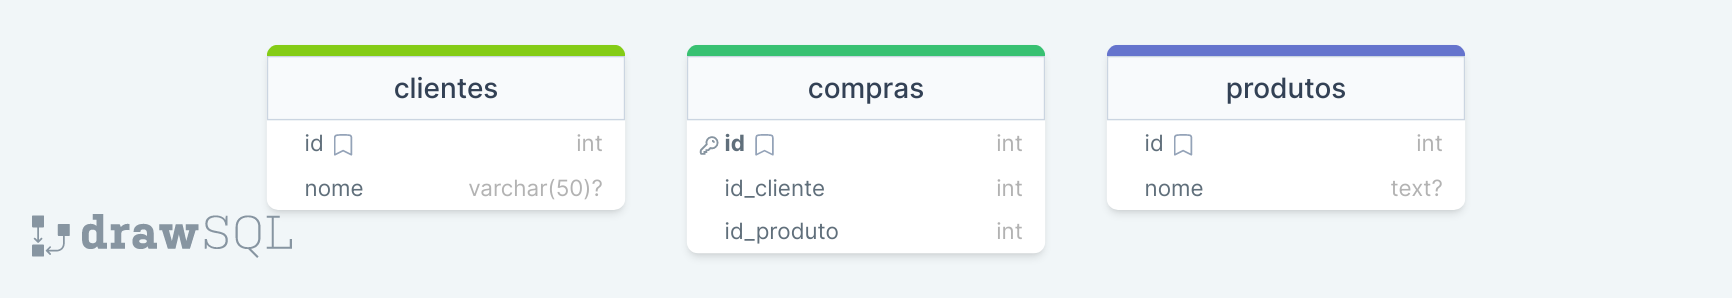 clientes
id int
nome varchar(50)?
compras
id int
id_cliente int
id_produto int
produtos
id int
nome text?
drawSQL